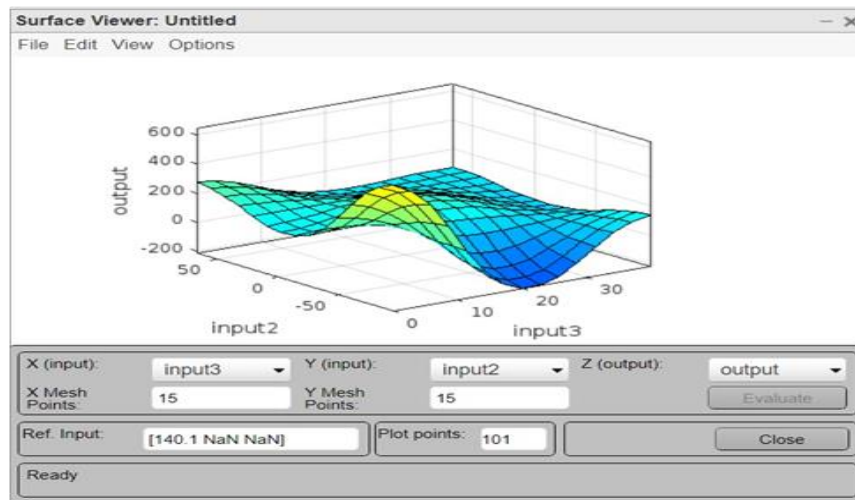 Surface Viewer: Untitled
File Edit View Options
600
400
200
0
-200
output
50
0
-50
input2
0
10
20
30
input3
X (input): input3 Y (input): input2 Z (output): output
X Mesh Points: 15 Y Mesh Points: 15 Evaluate
Ref. Input: [140.1 NaN NaN] Plot points: 101 Close
Ready